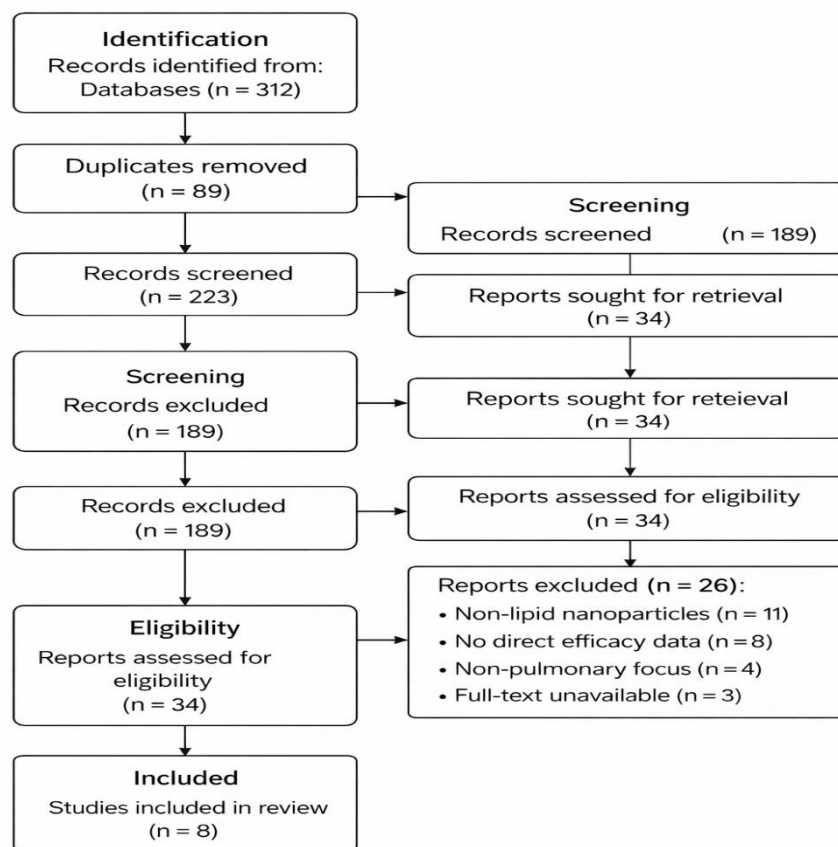 Identification
Records identified from:
Databases (n = 312)
Duplicates removed
(n = 89)
Records screened
(n = 223)
Screening
Records excluded
(n = 189)
Records excluded
(n = 189)
Eligibility
Reports assessed for
eligibility
(n = 34)
Included
Studies included in review
(n = 8)
Screening
Records screened (n = 189)
Reports sought for retrieval
(n = 34)
Reports sought for reteieval
(n = 34)
Reports assessed for eligibility
(n = 34)
Reports excluded (n = 26):
• Non-lipid nanoparticles (n = 11)
• No direct efficacy data (n = 8)
• Non-pulmonary focus (n = 4)
• Full-text unavailable (n = 3)